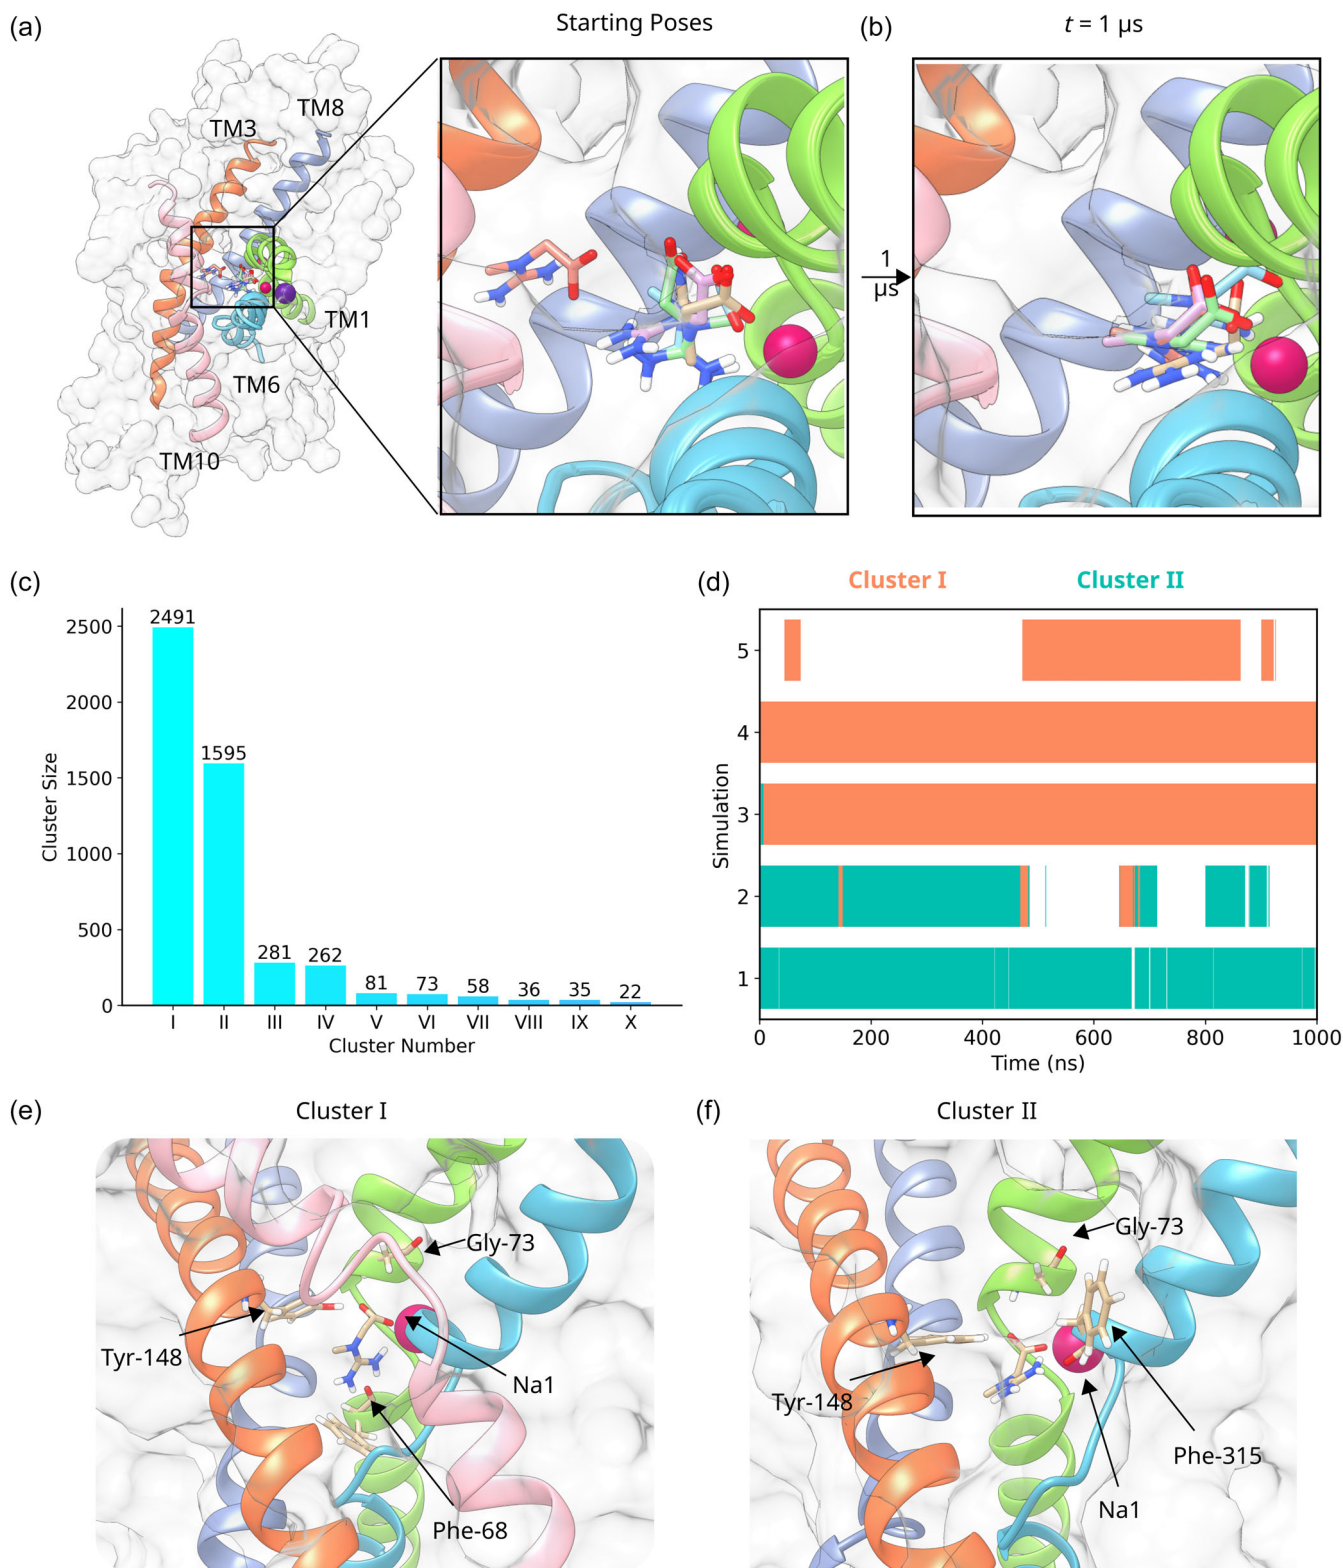 (a)
Starting Poses
(b)
t = 1 µs
TM8
TM3
TM1
TM6
TM10
1
µs
(c)
2491
1595
281
262
81
73
58
36
35
22
2500
2000
1500
1000
500
0
Cluster Size
I II III IV V VI VII VIII IX X
Cluster Number
(d)
Cluster I
Cluster II
5
4
3
2
1
Simulation
0 200 400 600 800 1000
Time (ns)
(e)
Cluster I
Gly-73
Tyr-148
Na1
Phe-68
(f)
Cluster II
Gly-73
Tyr-148
Phe-315
Na1